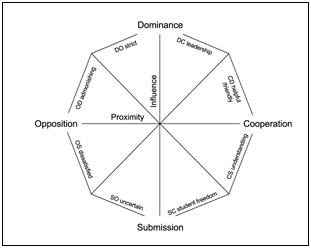 Dominance
DO strict
DC leadership
OD admonishing
Influence
CD helpful
/friendly
Proximity
Opposition
Cooperation
OS dissatisfied
CS understanding
SO uncertain
SC student freedom
Submission